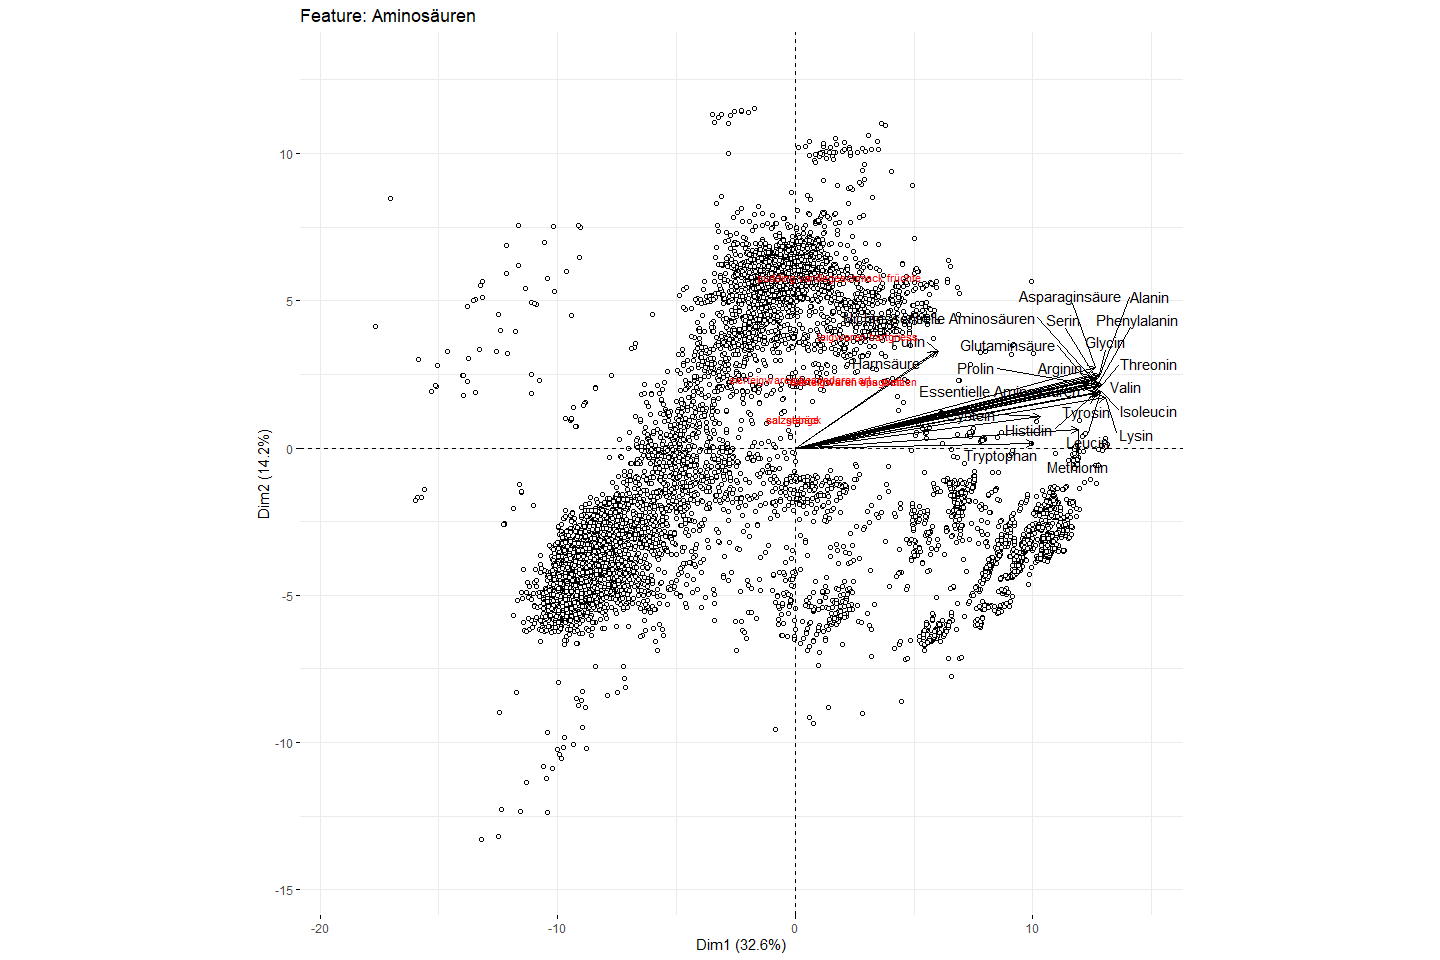 Feature: Aminosäuren
10
5
0
-5
-10
-15
Dim2 (14.2%)
Asparaginsäure
Alanin
Aminosäuren
Serin
Phenylalanin
Glutaminsäure
Glycin
Harnsäure
Prolin
Arginin
Threonin
Essentielle
Valin
Tyrosin
Isoleucin
Histidin
Lysin
Leucin
Tryptophan
Methionin
-20
-10
0
10
Dim1 (32.6%)